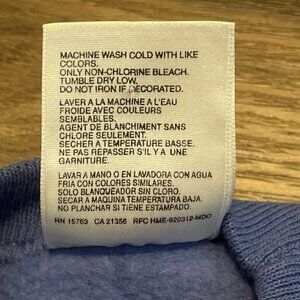 MACHINE WASH COLD WITH LIKE
COLORS.
ONLY NON-CHLORINE BLEACH.
TUMBLE DRY LOW.
DO NOT IRON IF DECORATED.
LAVER A LA MACHINE A L'EAU
FROIDE AVEC COULEURS
SEMBLABLES.
AGENT DE BLANCHIMENT SANS
CHLORE SEULEMENT.
SECHER A TEMPERATURE BASSE.
NE PAS REPASSER S'IL Y A UNE
GARNITURE.
LAVAR A MANO O EN LAVADORA CON AGUA
FRIA CON COLORES SIMILARES.
SOLO BLANQUEADOR SIN CLORO.
SECAR A MAQUINA TEMPERATURA BAJA.
NO PLANCHAR SI TIENE ESTAMPADO.
RN 15763 CA 21356 RFC HME-920312-MDO